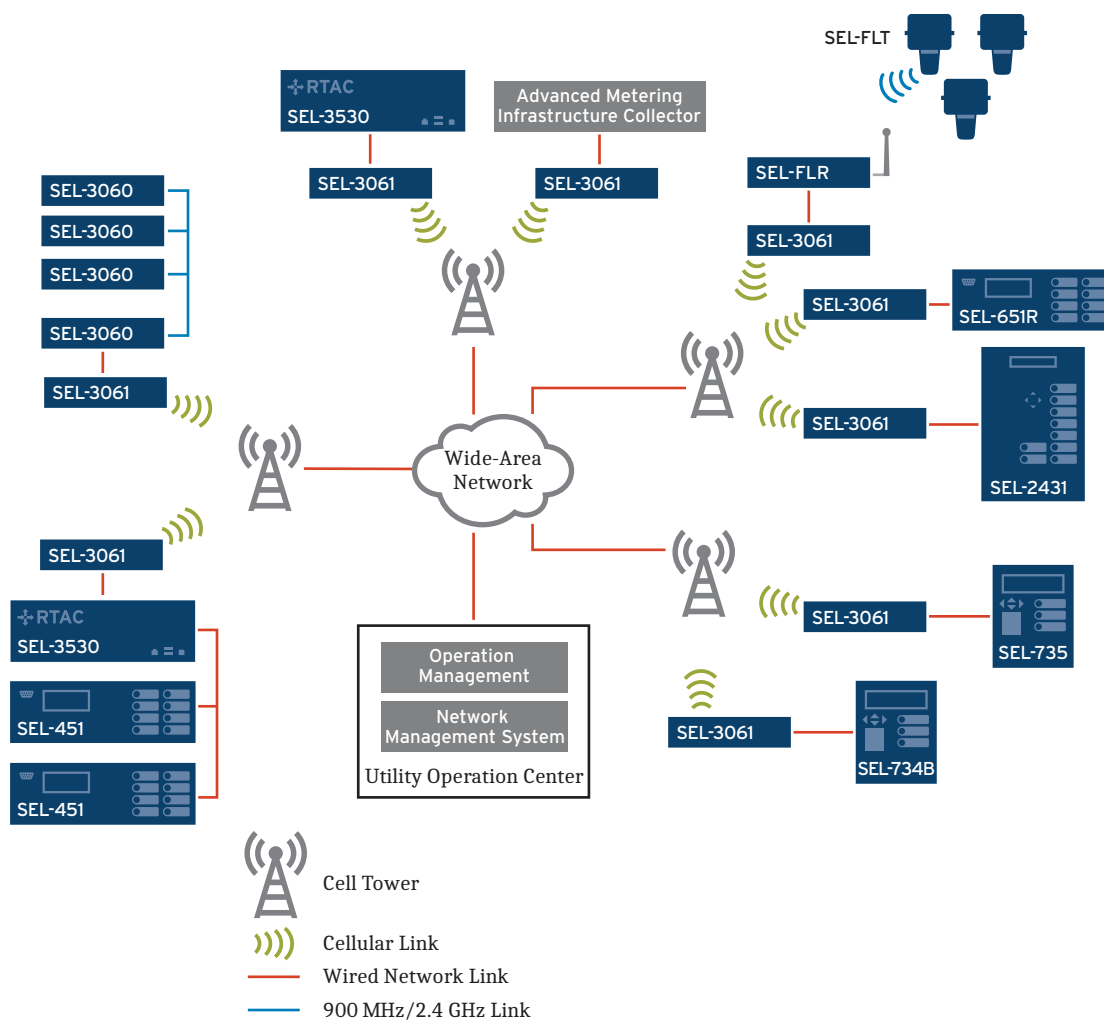 SEL-FLT
RTAC
SEL-3530
Advanced Metering
Infrastructure Collector
SEL-3061
SEL-3061
SEL-FLR
SEL-3061
SEL-3060
SEL-3060
SEL-3060
SEL-3060
SEL-3061
SEL-3061
SEL-651R
SEL-3061
SEL-2431
Wide-Area
Network
SEL-3061
RTAC
SEL-3530
SEL-451
SEL-451
SEL-3061
SEL-735
SEL-3061
SEL-734B
Operation
Management
Network
Management System
Utility Operation Center
Cell Tower
Cellular Link
Wired Network Link
900 MHz/2.4 GHz Link